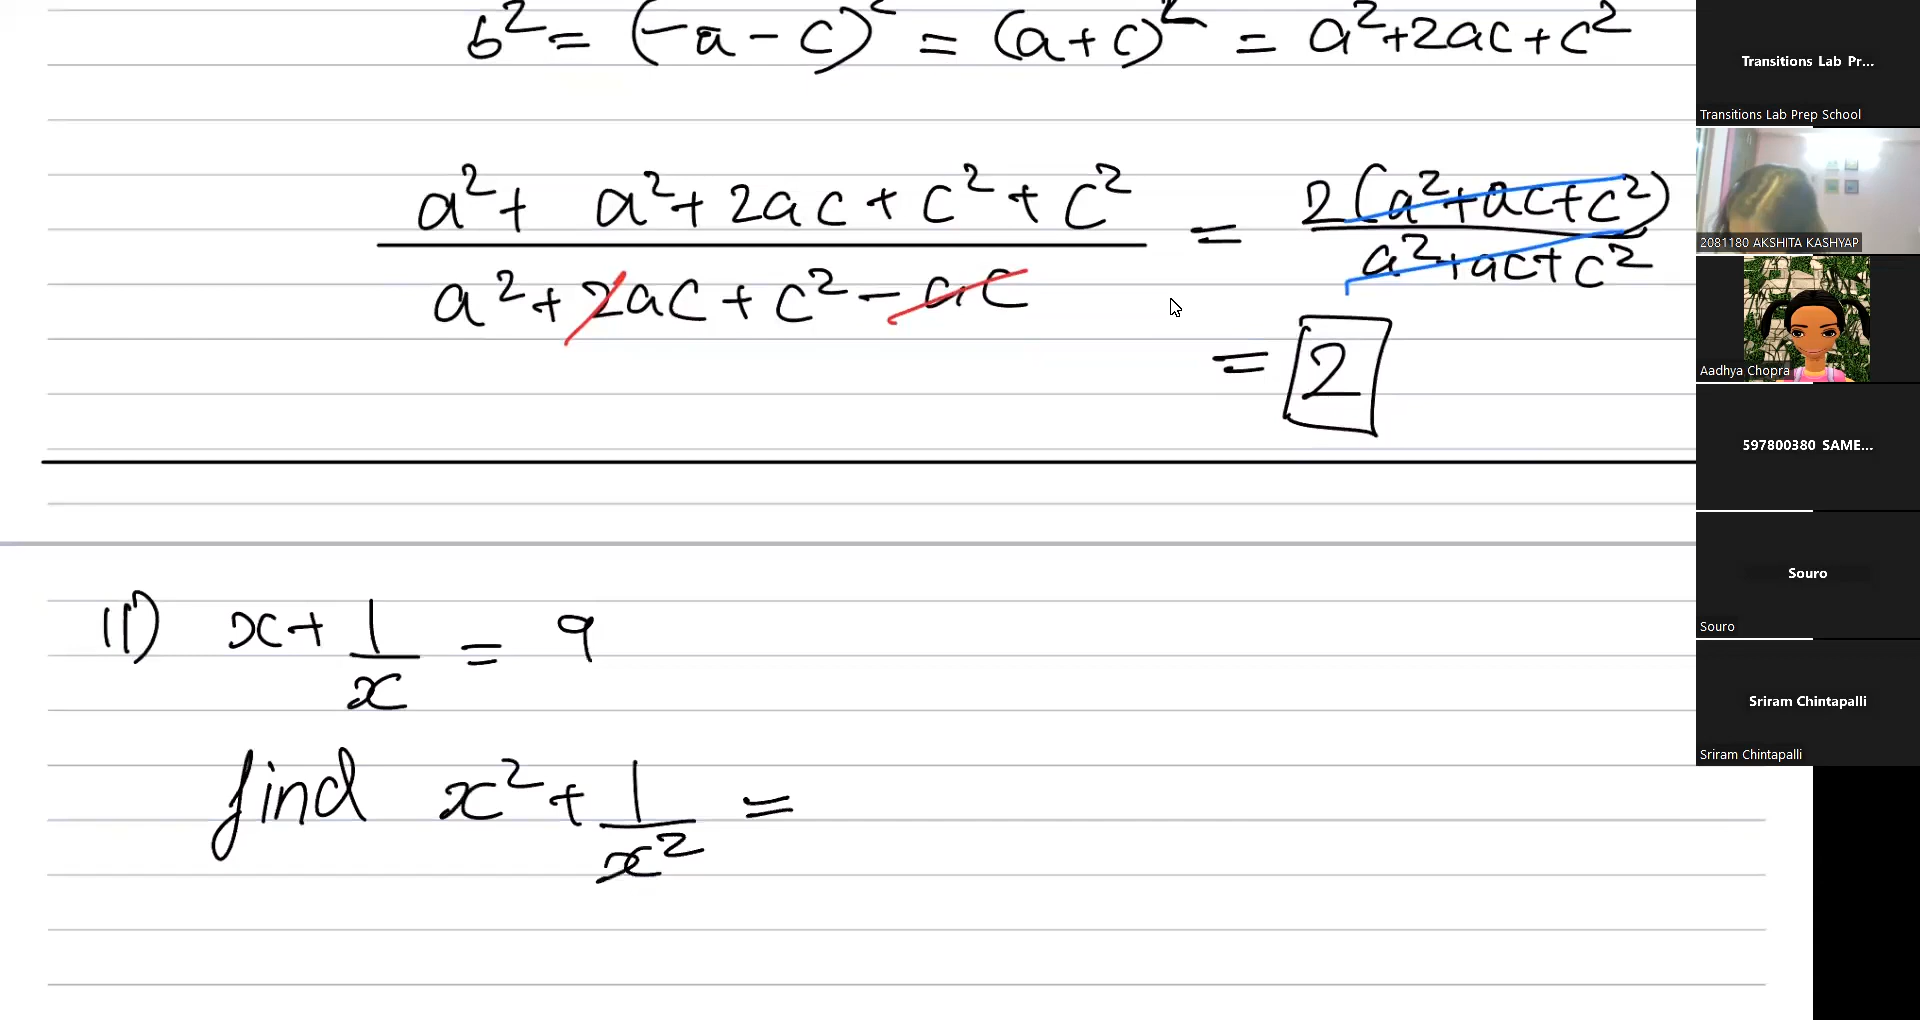 b² = (-a - c)² = (a+c)² = a²+2ac+c²
a²+ a²+2ac+c²+c² / a²+2ac+c²-ac = 2(a²+ac+c²) / a²+ac+c²
= 2
11) x + 1/x = 9
find x² + 1/x² =
Transitions Lab Pr...
Transitions Lab Prep School
2081180 AKSHITA KASHYAP
Aadhya Chopra
597800380 SAME...
Souro
Souro
Sriram Chintapalli
Sriram Chintapalli